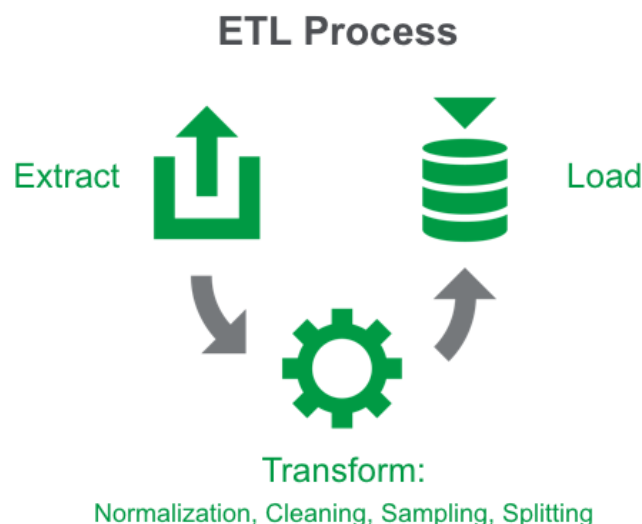 ETL Process
Extract
Load
Transform:
Normalization, Cleaning, Sampling, Splitting